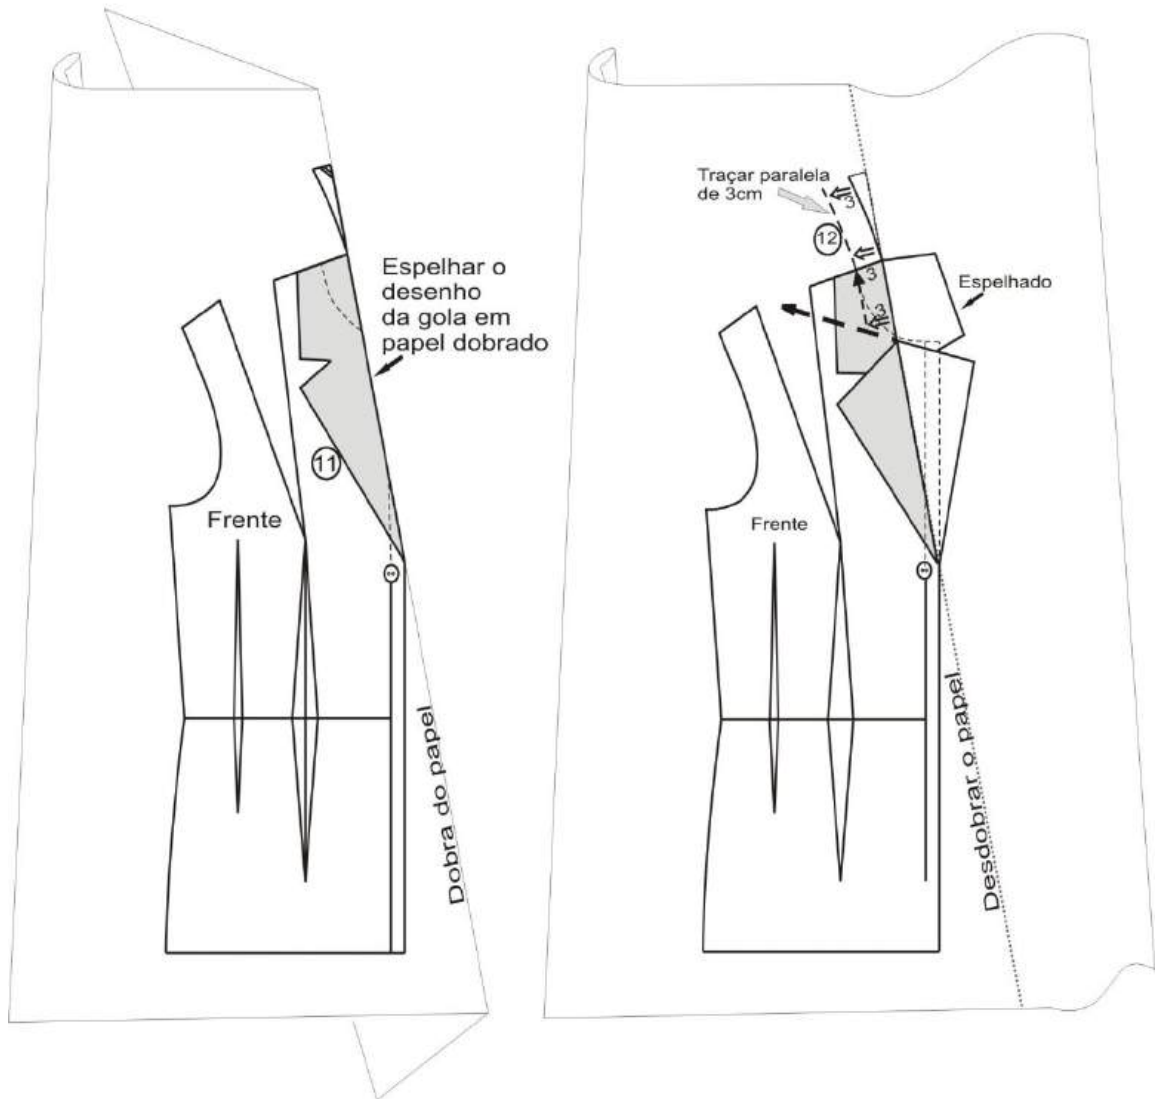 Espelhar o
desenho
da gola em
papel dobrado
11
Frente
Dobra do papel
Traçar paralela
de 3cm
12
3
3
3
Espelhado
Frente
Desdobrar o papel